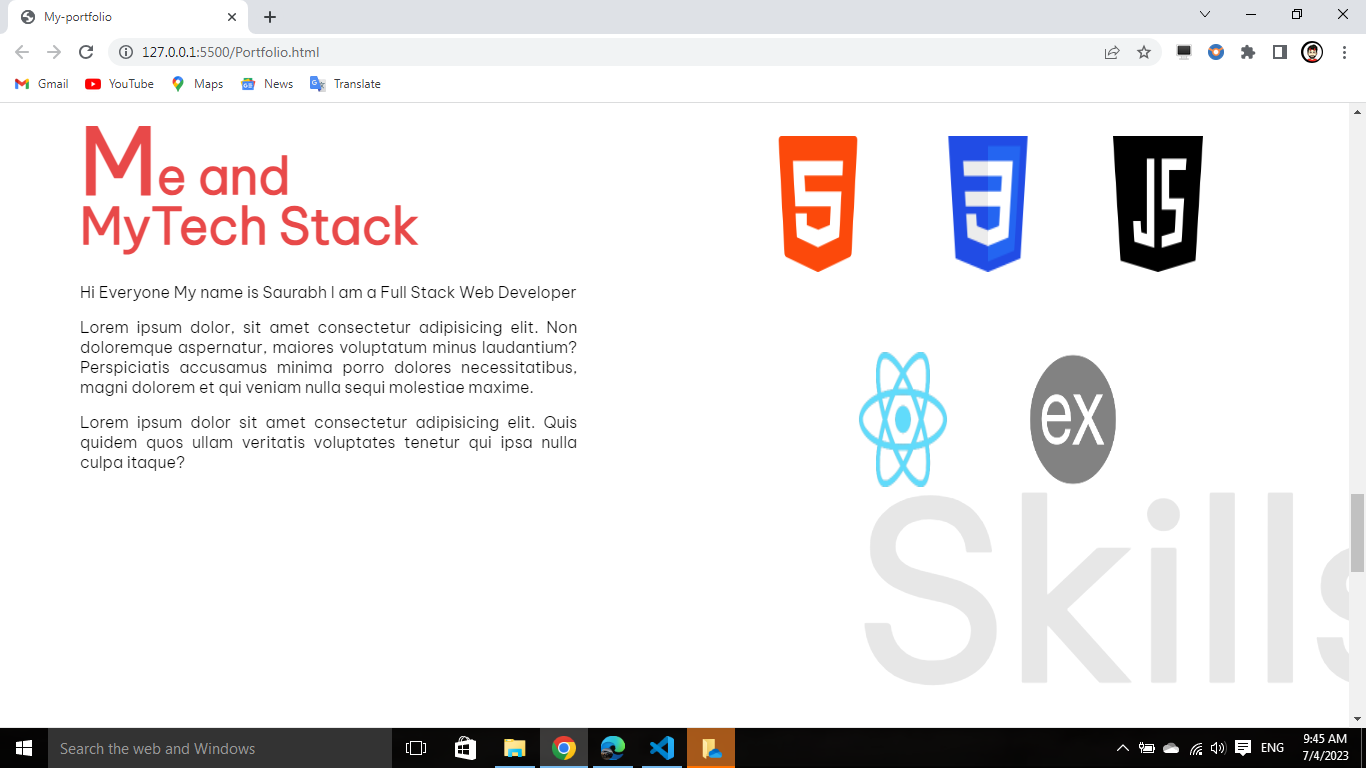 My-portfolio
127.0.0.1:5500/Portfolio.html
Gmail
YouTube
Maps
News
Translate
Me and
MyTech Stack
Hi Everyone My name is Saurabh I am a Full Stack Web Developer
Lorem ipsum dolor, sit amet consectetur adipisicing elit. Non
doloremque aspernatur, maiores voluptatum minus laudantium?
Perspiciatis accusamus minima porro dolores necessitatibus,
magni dolorem et qui veniam nulla sequi molestiae maxime.
Lorem ipsum dolor sit amet consectetur adipisicing elit. Quis
quidem quos ullam veritatis voluptates tenetur qui ipsa nulla
culpa itaque?
5
3
JS
ex
Skills
Search the web and Windows
ENG
9:45 AM
7/4/2023